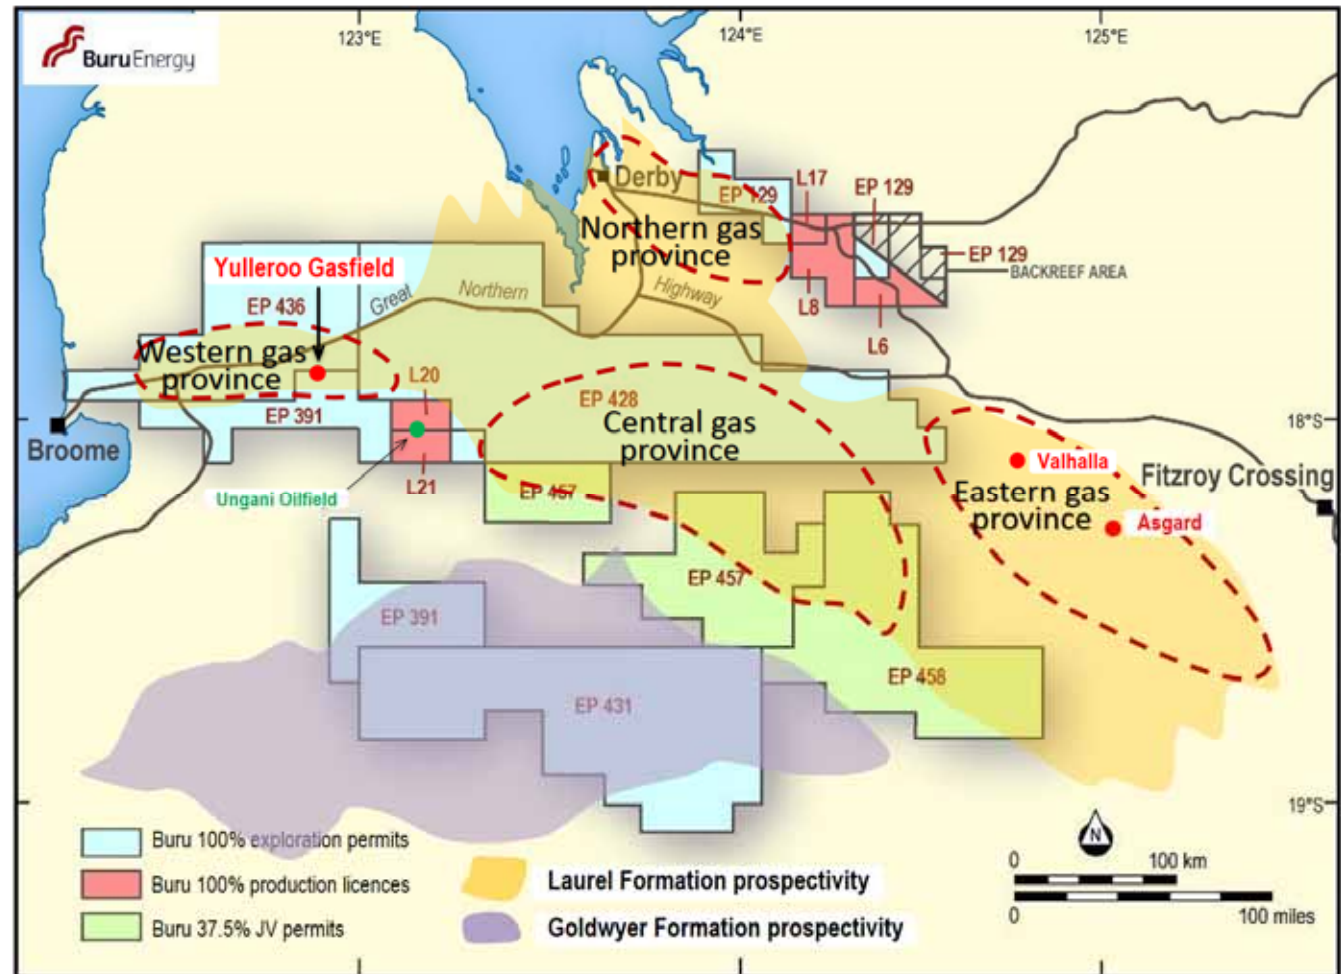 BuruEnergy
123°E
124°E
125°E
Derby
EP 129
L17
EP 129
EP 129
BACKREEF AREA
Northern gas
province
L8
L6
Yulleroo Gasfield
EP 436
Great
Northern
Highway
Western gas
province
L20
EP 391
EP 428
Central gas
province
Broome
18°S
Valhalla
Fitzroy Crossing
Eastern gas
province
Asgard
Ungani Oilfield
L21
EP 457
EP 457
EP 391
EP 458
EP 431
19°S
N
Buru 100% exploration permits
Buru 100% production licences
Buru 37.5% JV permits
Laurel Formation prospectivity
Goldwyer Formation prospectivity
0
100 km
0
100 miles